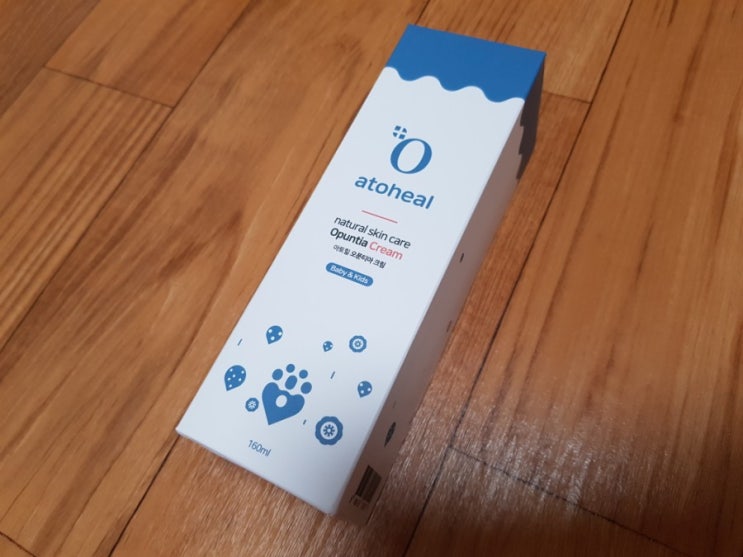 atoheal
natural skin care
Opuntia Cream
아토힐 오푼티아 크림
Baby & Kids
160ml